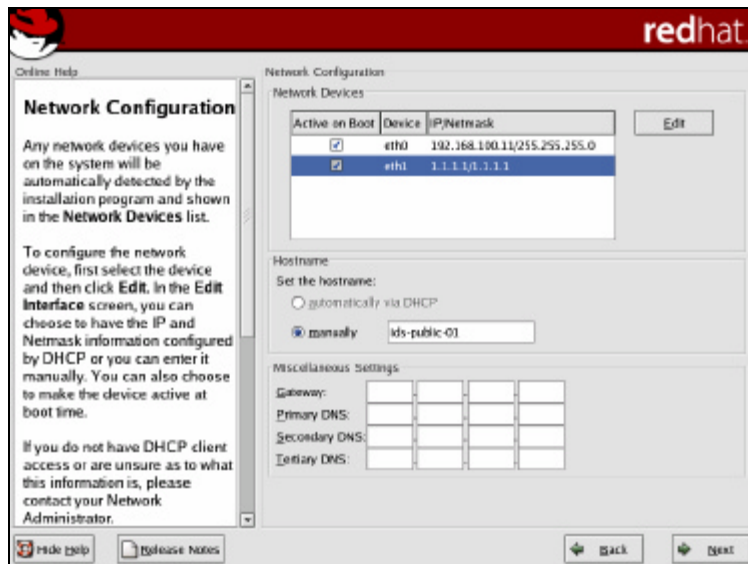 redhat.
Online Help
Network Configuration
Any network devices you have
on the system will be
automatically detected by the
installation program and shown
in the Network Devices list.
To configure the network
device, first select the device
and then click Edit. In the Edit
Interface screen, you can
choose to have the IP and
Netmask information configured
by DHCP or you can enter it
manually. You can also choose
to make the device active at
boot time.
If you do not have DHCP client
access or are unsure as to what
this information is, please
contact your Network
Administrator.
Network Configuration
Network Devices
Active on Boot Device IP/Netmask
eth0 192.168.100.11/255.255.255.0
eth1 1.1.1.1/1.1.1.1
Edit
Hostname
Set the hostname:
automatically via DHCP
manually ids-public-01
Miscellaneous Settings
Gateway:
Primary DNS:
Secondary DNS:
Tertiary DNS:
Hide Help Release Notes Back Next